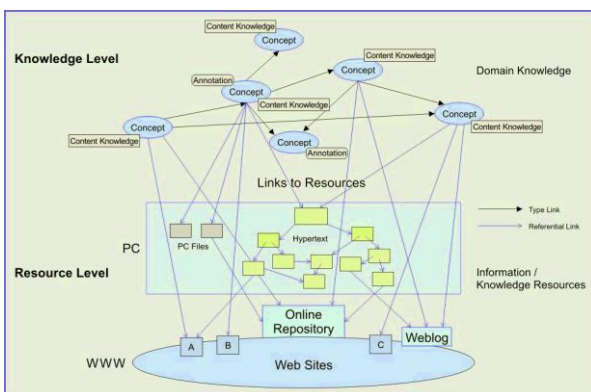 Content Knowledge
Concept
Knowledge Level
Content Knowledge
Concept
Domain Knowledge
Annotation
Concept
Content Knowledge
Concept
Content Knowledge
Concept
Content Knowledge
Concept
Annotation
Links to Resources
Type Link
Referential Link
PC
PC Files
Hypertext
Resource Level
Information /
Knowledge Resources
Online
Repository
Weblog
A
B
C
WWW
Web Sites